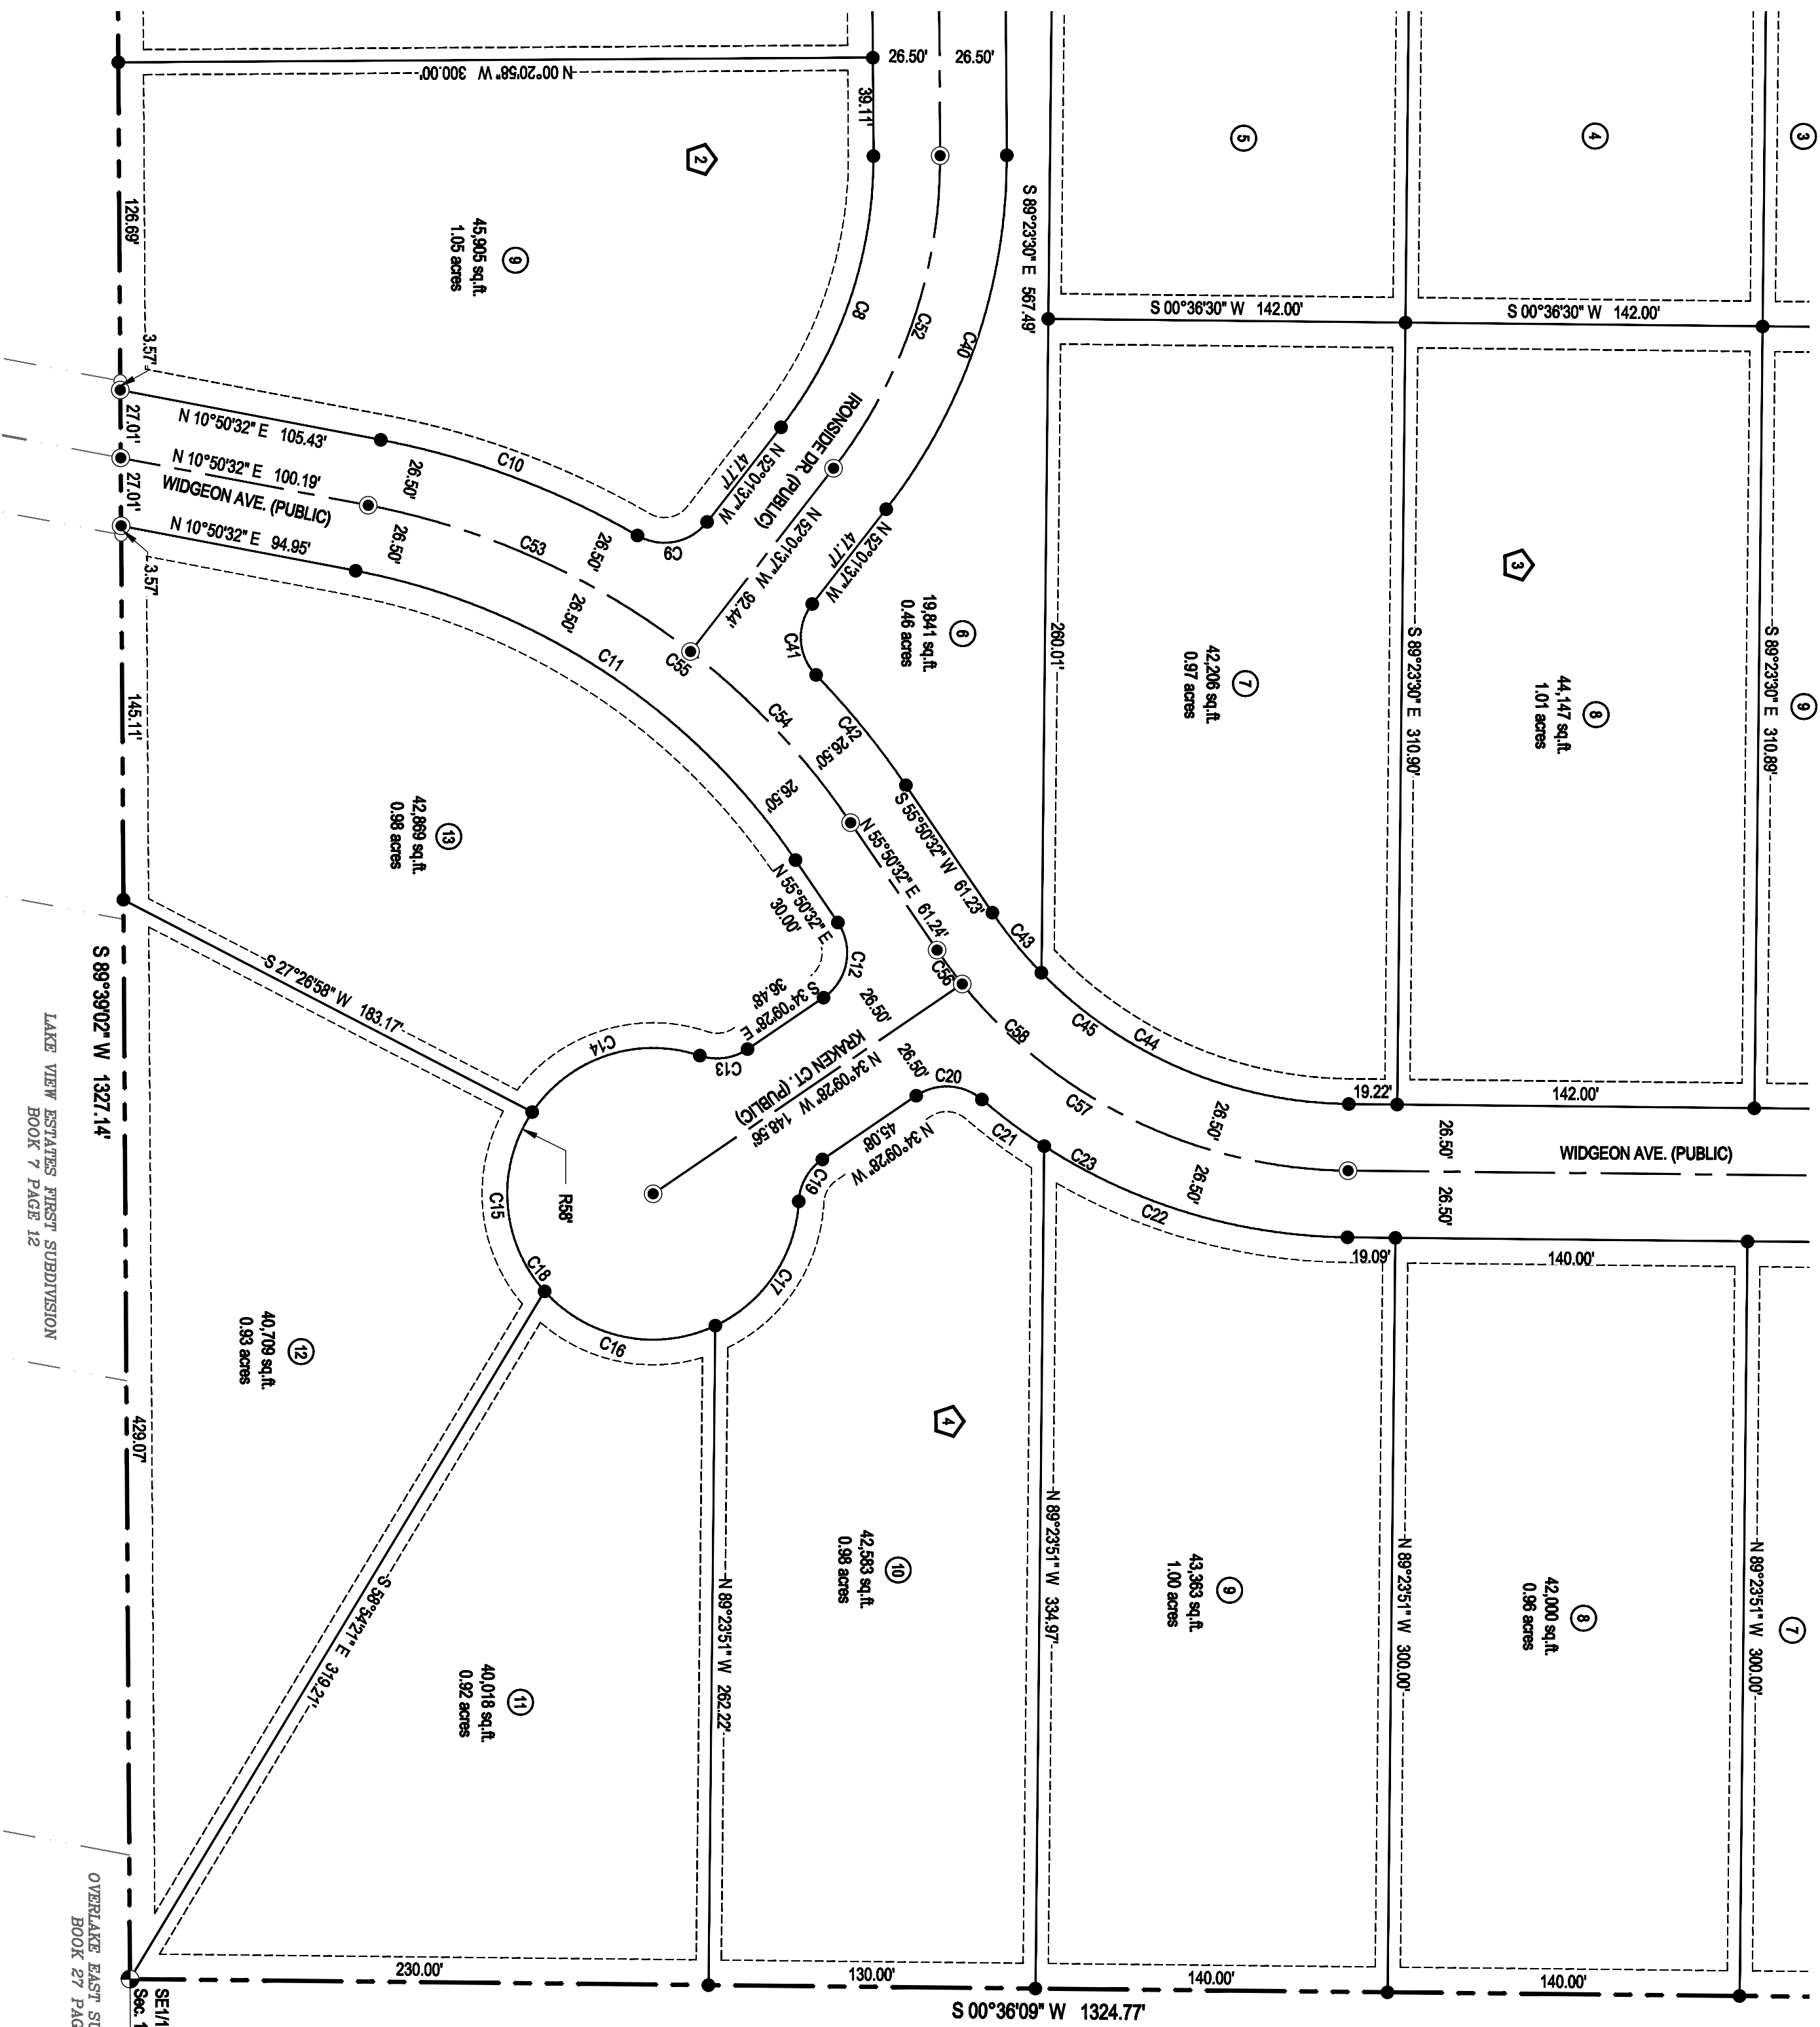 3
4
5
9
8
44,147 sq.ft.
1.01 acres
7
42,206 sq.ft.
0.97 acres
6
19,841 sq.ft.
0.46 acres
3
S 00°36'30" W 142.00'
S 00°36'30" W 142.00'
S 89°23'30" E 310.89'
S 89°23'30" E 310.90'
S 89°23'30" E 567.49'
260.01'
26.50'
26.50'
39.11'
N 00°20'58" W 300.00'
2
9
45,905 sq.ft.
1.05 acres
126.69'
3.57'
27.01'
27.01'
3.57'
145.11'
C8
C52
C40
IRONSIDE DR. (PUBLIC)
N 52°01'37" W
47.77'
N 52°01'37" W 92.44'
N 52°01'37" W
47.77'
N 10°50'32" E 105.43'
N 10°50'32" E 100.19'
WIDGEON AVE. (PUBLIC)
N 10°50'32" E 94.95'
26.50'
26.50'
C10
C9
C53
26.50'
26.50'
C11
C55
C54
C41
C42
26.50'
26.50'
S 55°50'32" W 61.23'
N 55°50'32" E 61.24'
N 55°50'32" E
30.00'
C43
C56
C12
S 34°09'28" E
36.48'
26.50'
26.50'
C13
C14
KRAKEN CT. (PUBLIC)
N 34°09'28" W 148.56'
N 34°09'28" W
45.08'
C20
C58
C45
C44
C57
C21
C23
C22
26.50'
26.50'
19.22'
142.00'
26.50'
26.50'
WIDGEON AVE. (PUBLIC)
19.09'
140.00'
C19
C17
C16
C18
C15
R58'
13
42,869 sq.ft.
0.98 acres
S 27°26'58" W 183.17'
S 89°39'02" W 1327.14'
LAKE VIEW ESTATES FIRST SUBDIVISION
BOOK 7 PAGE 12
12
40,709 sq.ft.
0.93 acres
429.07'
S 58°54'21" E 319.21'
11
40,018 sq.ft.
0.92 acres
N 89°23'51" W 262.22'
4
10
42,583 sq.ft.
0.98 acres
N 89°23'51" W 334.97'
9
43,363 sq.ft.
1.00 acres
N 89°23'51" W 300.00'
8
42,000 sq.ft.
0.96 acres
N 89°23'51" W 300.00'
7
230.00'
130.00'
140.00'
140.00'
S 00°36'09" W 1324.77'
SE1/1
Sec. 1
OVERLAKE EAST SU
BOOK 27 PAG